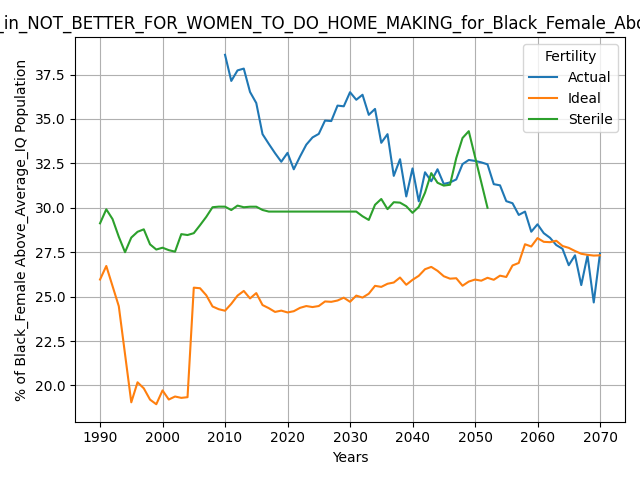 _in_NOT_BETTER_FOR_WOMEN_TO_DO_HOME_MAKING_for_Black_Female_Abo
% of Black_Female Above_Average_IQ Population
37.5
35.0
32.5
30.0
27.5
25.0
22.5
20.0
Fertility
Actual
Ideal
Sterile
1990 2000 2010 2020 2030 2040 2050 2060 2070
Years